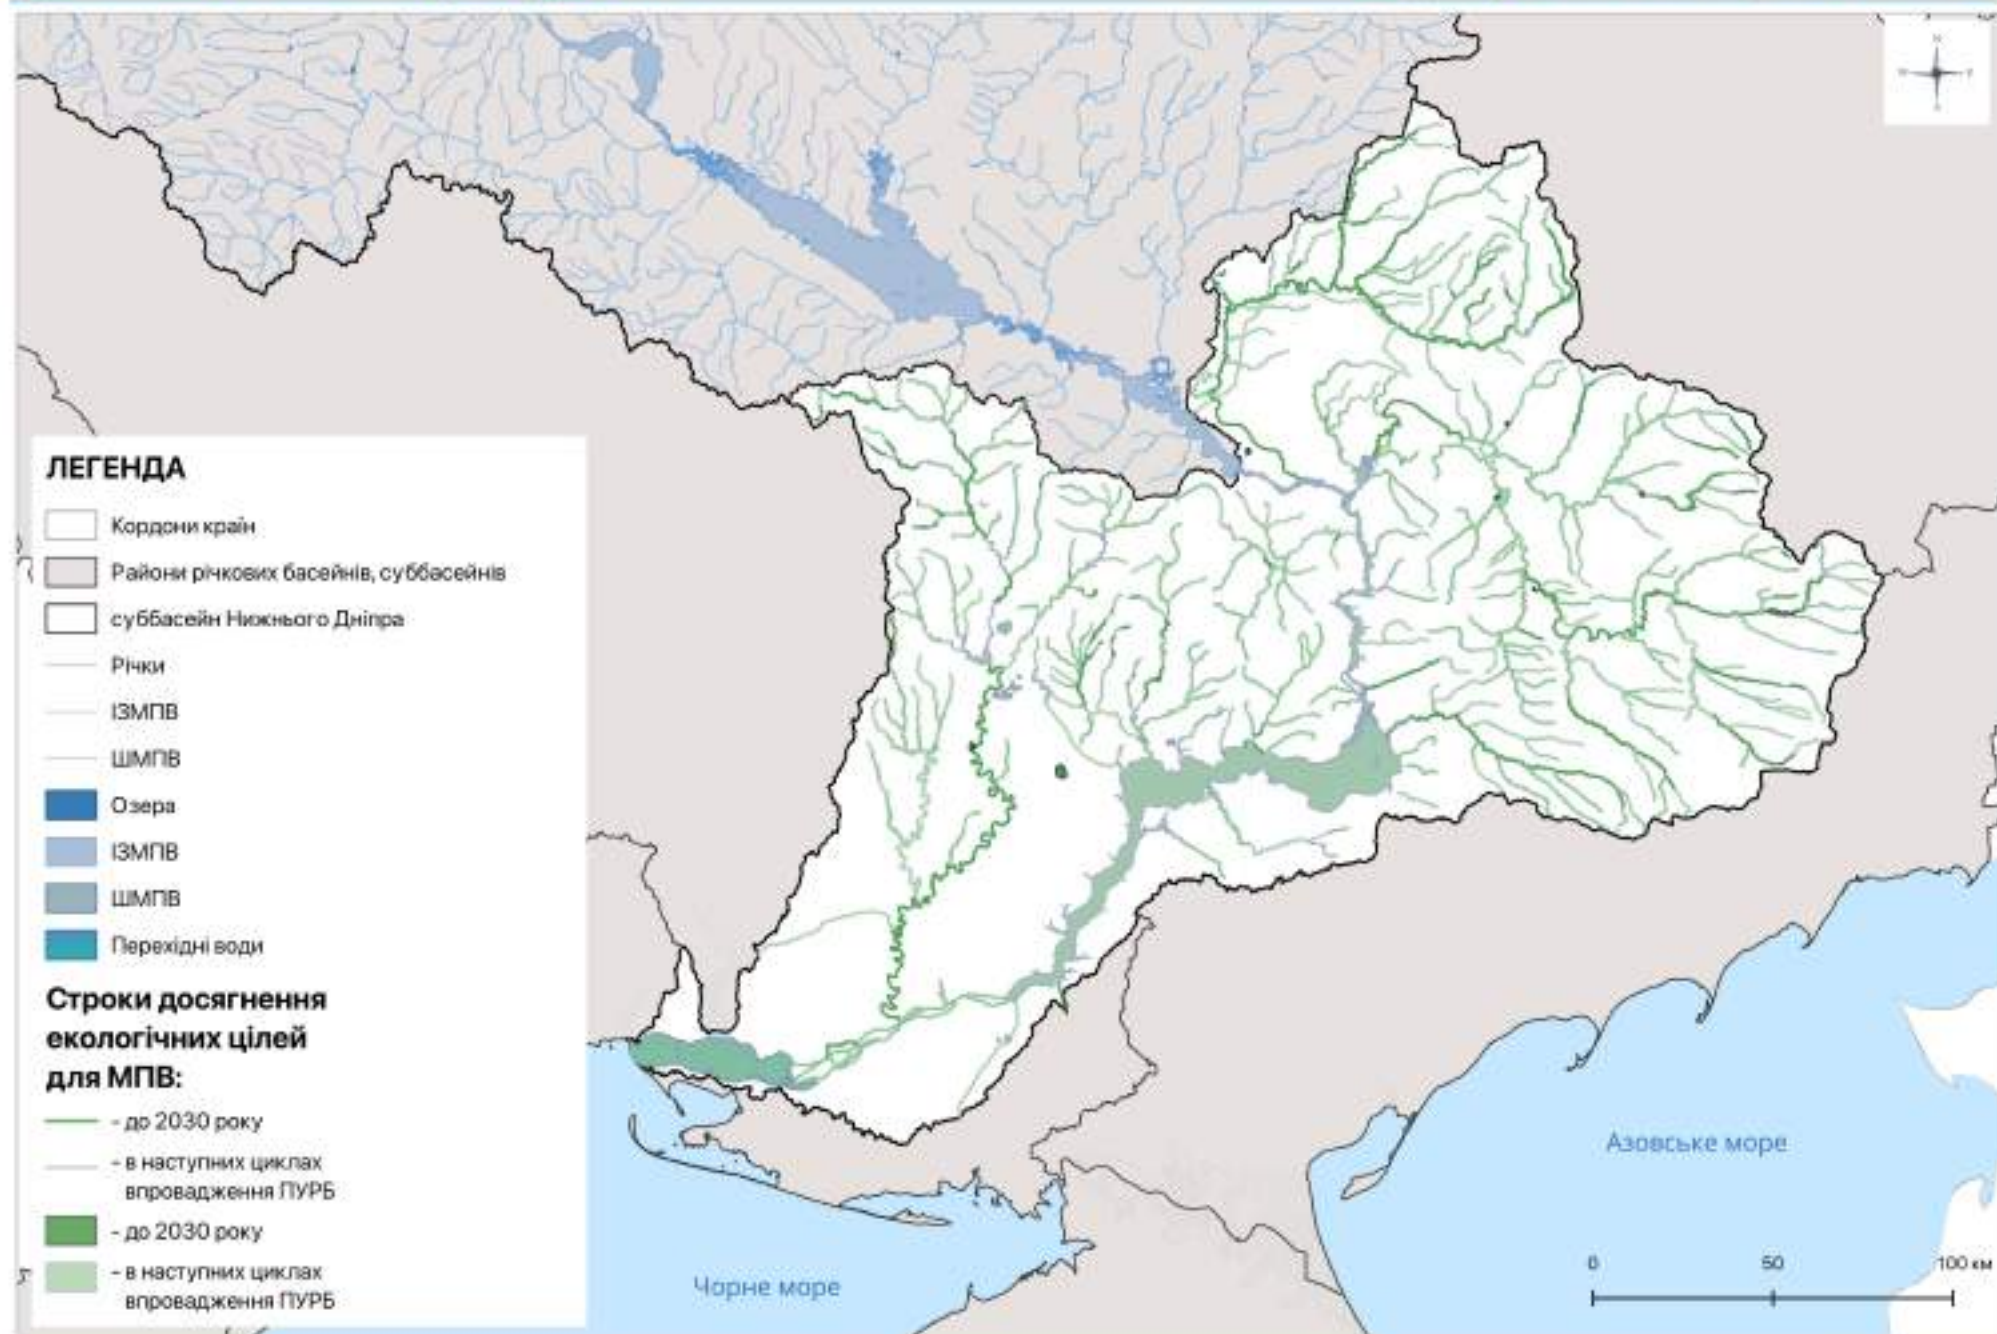 ЛЕГЕНДА
Кордони країн
Райони річкових басейнів, суббасейнів
суббасейн Нижнього Дніпра
Річки
ІЗМПВ
ШМПВ
Озера
ІЗМПВ
ШМПВ
Перехідні води
Строки досягнення
екологічних цілей
для МПВ:
- до 2030 року
- в наступних циклах
впровадження ПУРБ
- до 2030 року
- в наступних циклах
впровадження ПУРБ
N
Азовське море
Чорне море
0 50 100 км